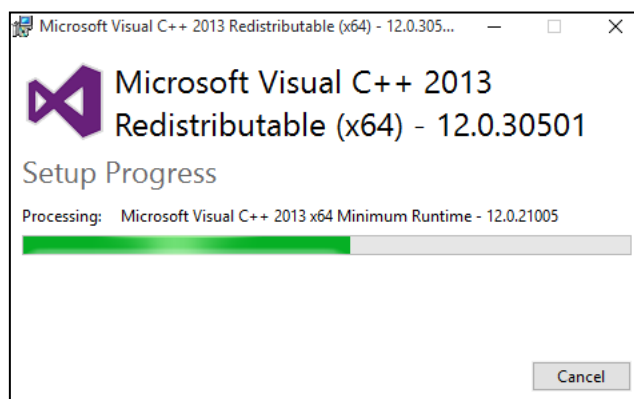 Microsoft Visual C++ 2013 Redistributable (x64) - 12.0.305...
Microsoft Visual C++ 2013
Redistributable (x64) - 12.0.30501
Setup Progress
Processing: Microsoft Visual C++ 2013 x64 Minimum Runtime - 12.0.21005
Cancel